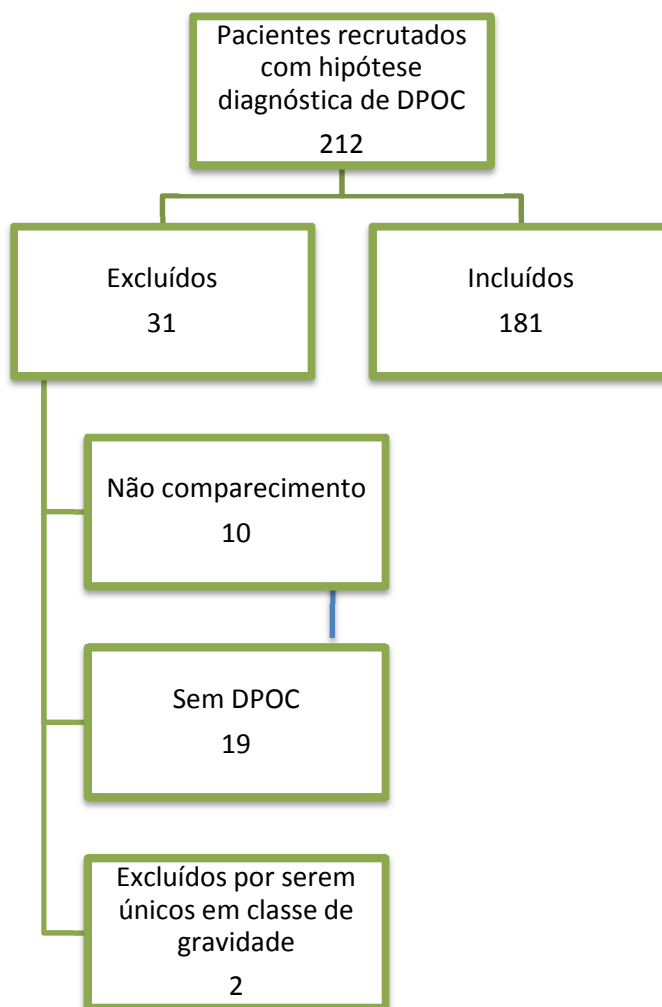 Pacientes recrutados
com hipótese
diagnóstica de DPOC
212
Excluídos
31
Incluídos
181
Não comparecimento
10
Sem DPOC
19
Excluídos por serem
únicos em classe de
gravidade
2